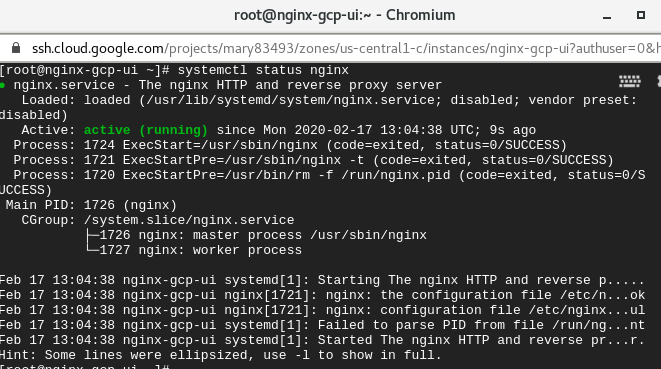 root@nginx-gcp-ui:~ - Chromium
ssh.cloud.google.com/projects/mary83493/zones/us-central1-c/instances/nginx-gcp-ui?authuser=0&h
[root@nginx-gcp-ui ~]# systemctl status nginx
● nginx.service - The nginx HTTP and reverse proxy server
Loaded: loaded (/usr/lib/systemd/system/nginx.service; disabled; vendor preset:
disabled)
Active: active (running) since Mon 2020-02-17 13:04:38 UTC; 9s ago
Process: 1724 ExecStart=/usr/sbin/nginx (code=exited, status=0/SUCCESS)
Process: 1721 ExecStartPre=/usr/sbin/nginx -t (code=exited, status=0/SUCCESS)
Process: 1720 ExecStartPre=/usr/bin/rm -f /run/nginx.pid (code=exited, status=0/S
UCCESS)
Main PID: 1726 (nginx)
CGroup: /system.slice/nginx.service
├─1726 nginx: master process /usr/sbin/nginx
└─1727 nginx: worker process
Feb 17 13:04:38 nginx-gcp-ui systemd[1]: Starting The nginx HTTP and reverse p.....
Feb 17 13:04:38 nginx-gcp-ui nginx[1721]: nginx: the configuration file /etc/n...ok
Feb 17 13:04:38 nginx-gcp-ui nginx[1721]: nginx: configuration file /etc/nginx...ul
Feb 17 13:04:38 nginx-gcp-ui systemd[1]: Failed to parse PID from file /run/ng...nt
Feb 17 13:04:38 nginx-gcp-ui systemd[1]: Started The nginx HTTP and reverse pr...r.
Hint: Some lines were ellipsized, use -l to show in full.
[root@nginx-gcp-ui ~]#